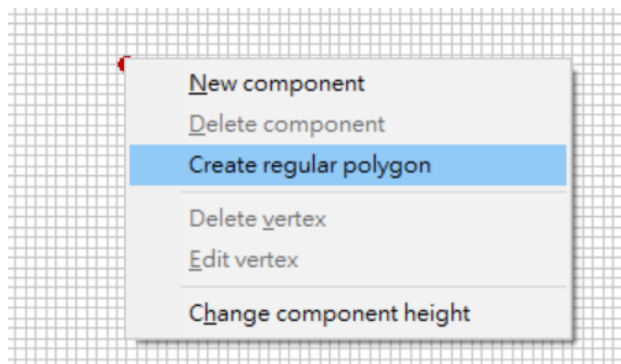 New component
Delete component
Create regular polygon
Delete vertex
Edit vertex
Change component height